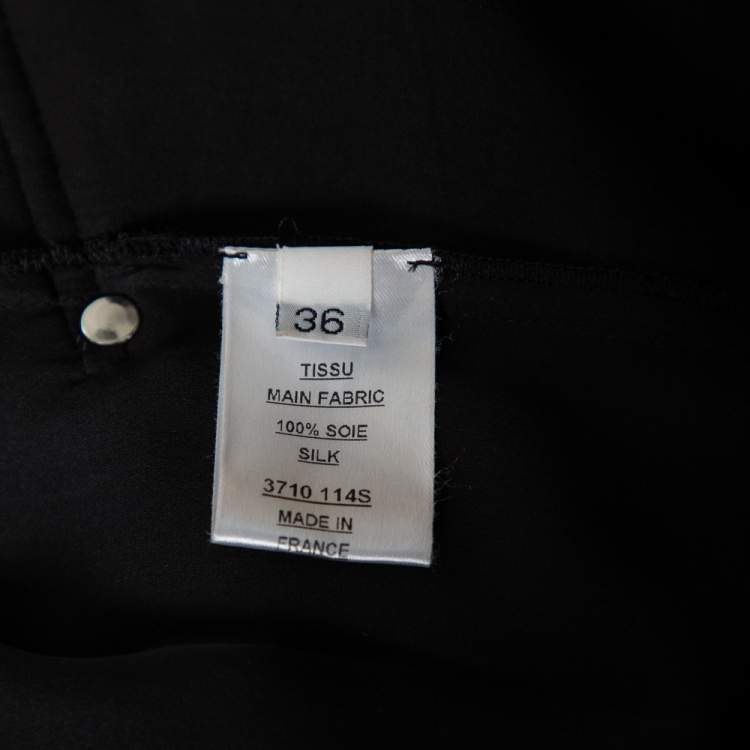 36
TISSU
MAIN FABRIC
100% SOIE
SILK
3710 114S
MADE IN
FRANCE